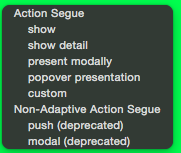 Action Segue
show
show detail
present modally
popover presentation
custom
Non-Adaptive Action Segue
push (deprecated)
modal (deprecated)